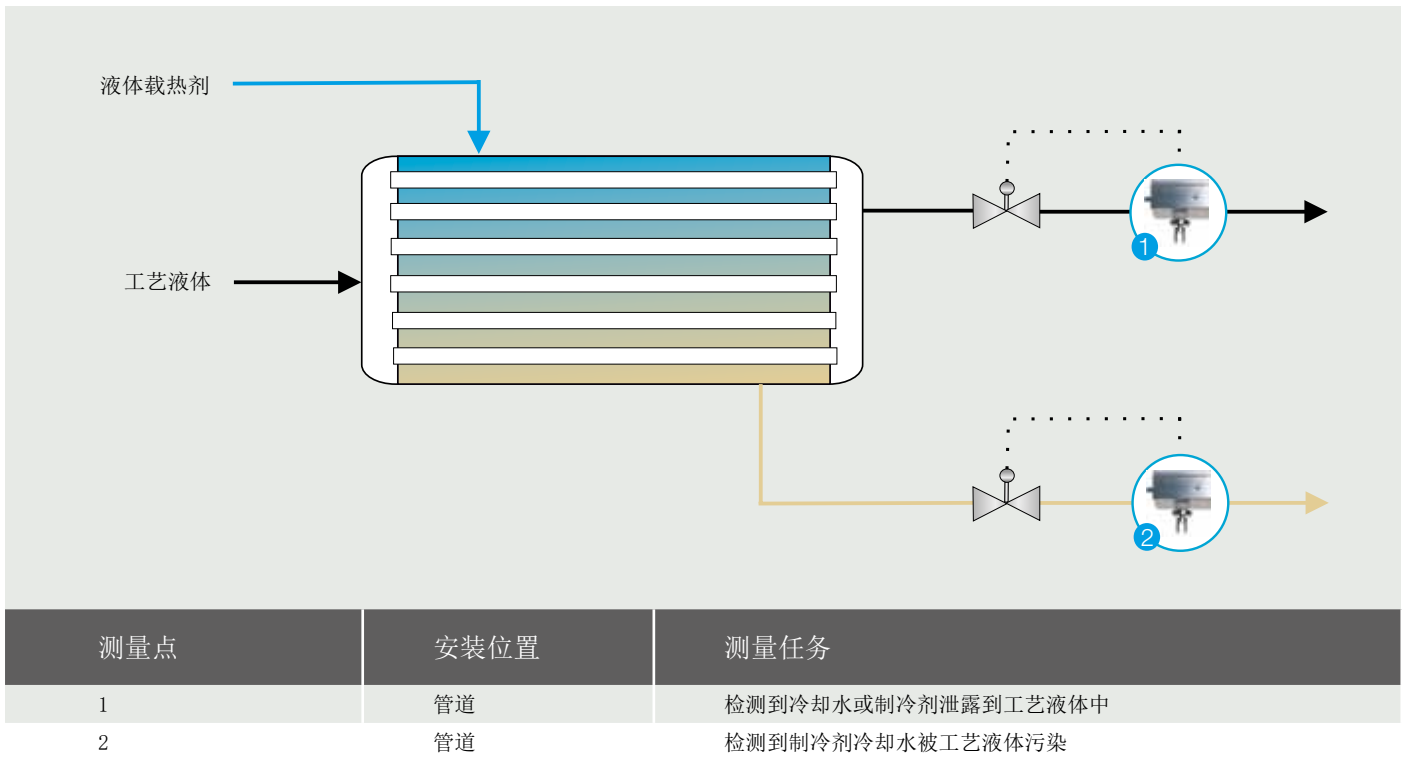 液体载热剂
1
工艺液体
2
测量点 安装位置 测量任务
1 管道 检测到冷却水或制冷剂泄露到工艺液体中
2 管道 检测到制冷剂冷却水被工艺液体污染